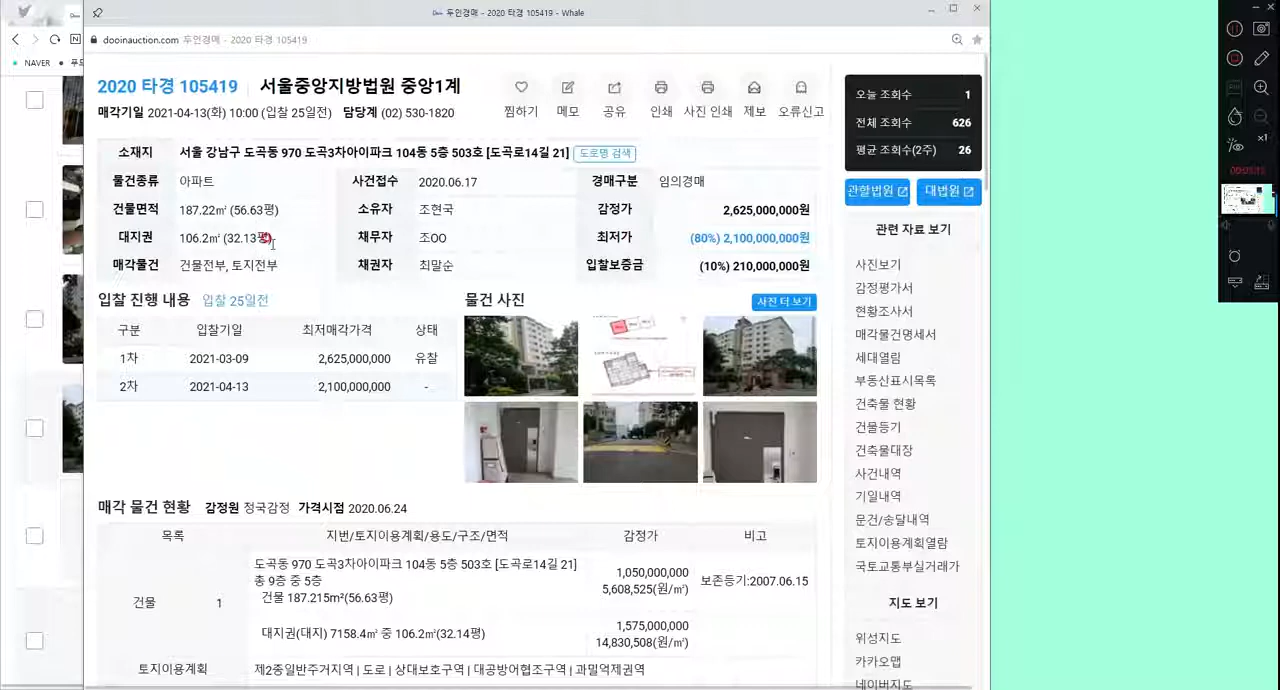 두인경매 - 2020 타경 105419 - Whale
dooinauction.com 두인경매 - 2020 타경 105419
NAVER
2020 타경 105419 서울중앙지방법원 중앙1계
찜하기 메모 공유 인쇄 사진 인쇄 제보 오류신고
매각기일 2021-04-13(화) 10:00 (입찰 25일전) 담당계 (02) 530-1820
오늘 조회수 1
전체 조회수 626
평균 조회수(2주) 26
소재지 서울 강남구 도곡동 970 도곡3차아이파크 104동 5층 503호 [도곡로14길 21] 도로명 검색
물건종류 아파트 사건접수 2020.06.17 경매구분 임의경매
건물면적 187.22㎡ (56.63평) 소유자 조현국 감정가 2,625,000,000원
대지권 106.2㎡ (32.13평) 채무자 조OO 최저가 (80%) 2,100,000,000원
매각물건 건물전부, 토지전부 채권자 최말순 입찰보증금 (10%) 210,000,000원
관할법원 대법원
관련 자료 보기
사진보기
감정평가서
현황조사서
매각물건명세서
세대열람
부동산표시목록
건축물 현황
건물등기
건축물대장
사건내역
기일내역
문건/송달내역
토지이용계획열람
국토교통부실거래가
지도 보기
위성지도
카카오맵
네이버지도
입찰 진행 내용 입찰 25일전
구분 입찰기일 최저매각가격 상태
1차 2021-03-09 2,625,000,000 유찰
2차 2021-04-13 2,100,000,000 -
물건 사진 사진 더 보기
매각 물건 현황 감정원 정국감정 가격시점 2020.06.24
목록 지번/토지이용계획/용도/구조/면적 감정가 비고
건물 1
도곡동 970 도곡3차아이파크 104동 5층 503호 [도곡로14길 21]
총 9층 중 5층
건물 187.215m²(56.63평)
1,050,000,000
5,608,525(원/㎡)
보존등기:2007.06.15
대지권(대지) 7158.4㎡ 중 106.2㎡(32.14평)
1,575,000,000
14,830,508(원/㎡)
토지이용계획 제2종일반주거지역 | 도로 | 상대보호구역 | 대공방어협조구역 | 과밀억제권역
x1